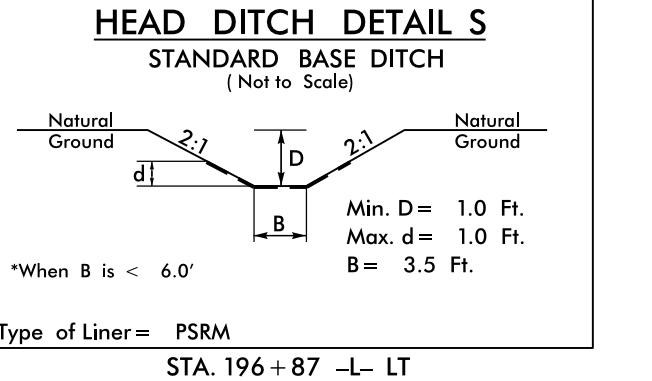 HEAD DITCH DETAIL S
STANDARD BASE DITCH
( Not to Scale)
Natural
Ground
2:1
D
2:1
Natural
Ground
d
B
Min. D = 1.0 Ft.
Max. d = 1.0 Ft.
B = 3.5 Ft.
*When B is < 6.0'
Type of Liner = PSRM
STA. 196+87 -L- LT